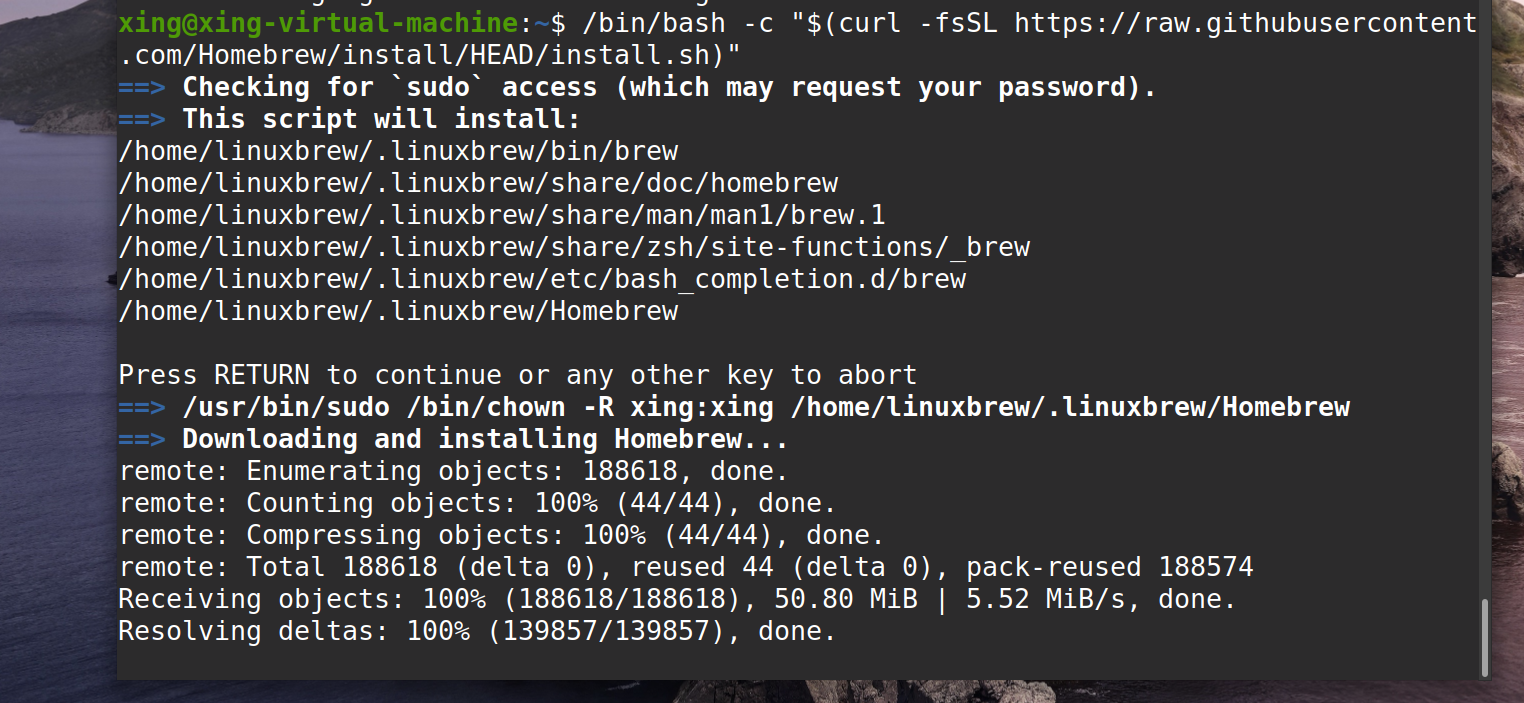 xing@xing-virtual-machine:~$ /bin/bash -c "$(curl -fsSL https://raw.githubusercontent
.com/Homebrew/install/HEAD/install.sh)"
==> Checking for `sudo` access (which may request your password).
==> This script will install:
/home/linuxbrew/.linuxbrew/bin/brew
/home/linuxbrew/.linuxbrew/share/doc/homebrew
/home/linuxbrew/.linuxbrew/share/man/man1/brew.1
/home/linuxbrew/.linuxbrew/share/zsh/site-functions/_brew
/home/linuxbrew/.linuxbrew/etc/bash_completion.d/brew
/home/linuxbrew/.linuxbrew/Homebrew
Press RETURN to continue or any other key to abort
==> /usr/bin/sudo /bin/chown -R xing:xing /home/linuxbrew/.linuxbrew/Homebrew
==> Downloading and installing Homebrew...
remote: Enumerating objects: 188618, done.
remote: Counting objects: 100% (44/44), done.
remote: Compressing objects: 100% (44/44), done.
remote: Total 188618 (delta 0), reused 44 (delta 0), pack-reused 188574
Receiving objects: 100% (188618/188618), 50.80 MiB | 5.52 MiB/s, done.
Resolving deltas: 100% (139857/139857), done.